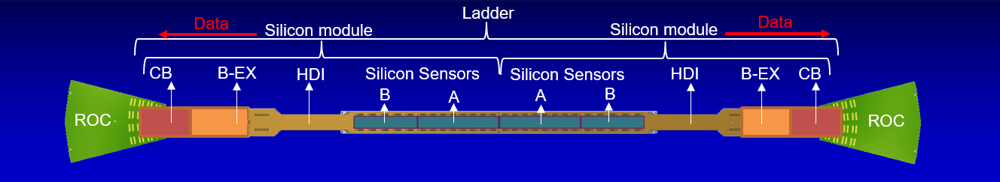 Ladder
Data
Data
Silicon module
Silicon module
CB
B-EX
HDI
Silicon Sensors
Silicon Sensors
HDI
B-EX
CB
B
A
A
B
ROC
ROC